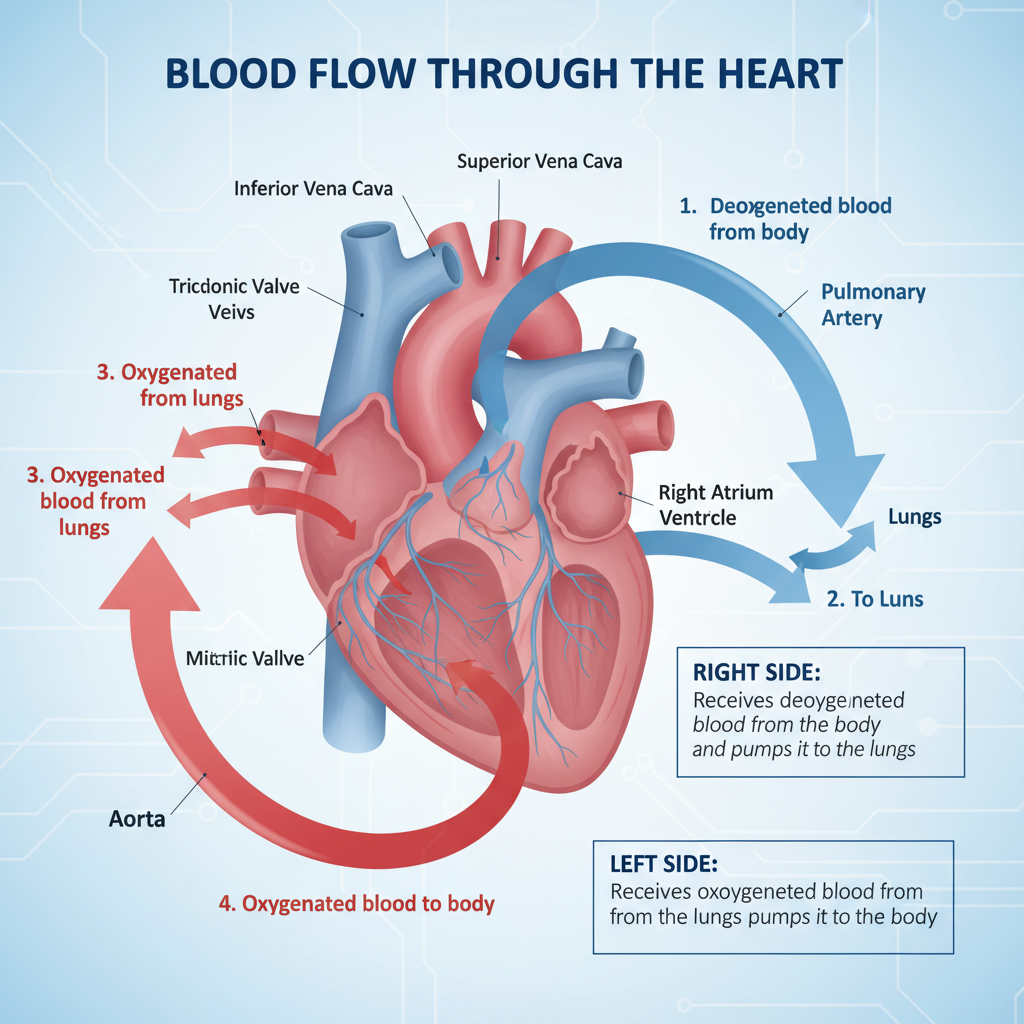 BLOOD FLOW THROUGH THE HEART
Superior Vena Cava
Inferior Vena Cava
1. Deoxgeneted blood
from body
Tricdonic Valve
Veivs
Pulmonary
Artery
3. Oxygenated
from lungs
3. Oxygenated
blood from
lungs
Right Atrium
Ventrcle
Lungs
2. To Luns
Mitriic Vallve
RIGHT SIDE:
Receives deoygeineted
blood from the body
and pumps it to the lungs
Aorta
LEFT SIDE:
Receives oxoygeneted blood from
from the lungs pumps it to the body
4. Oxygenated blood to body